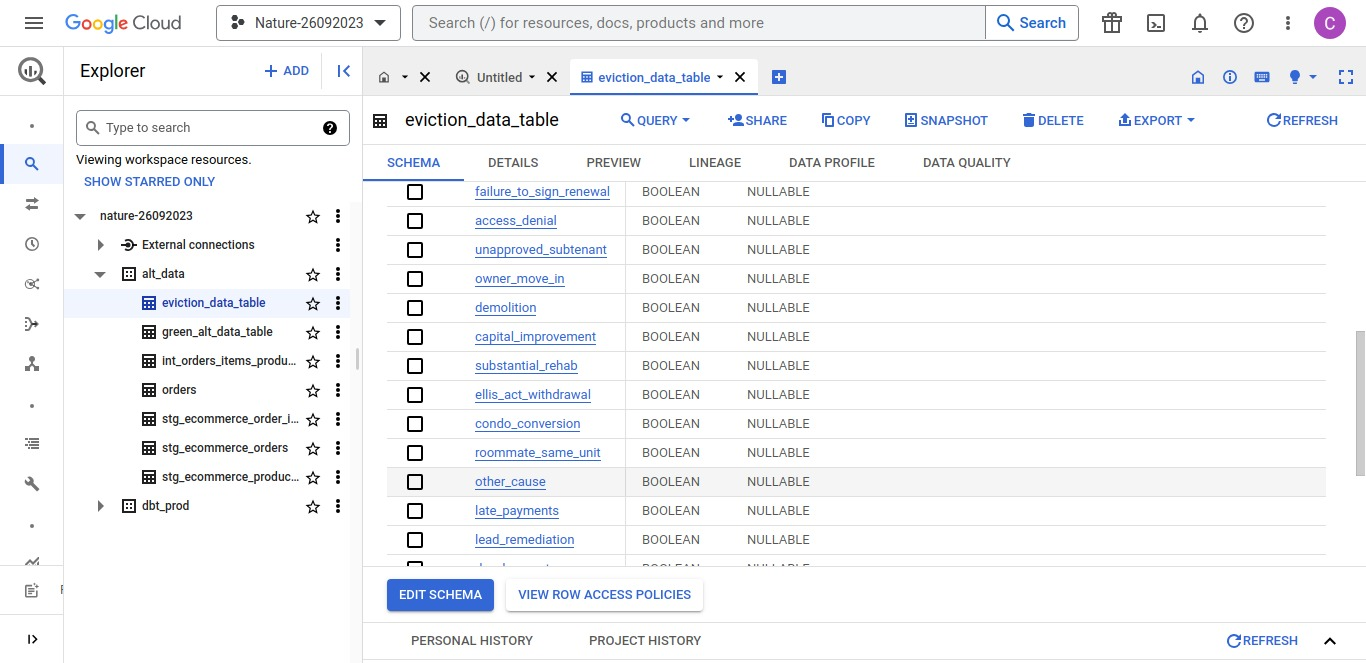 Google Cloud
Nature-26092023
Search (/) for resources, docs, products and more
Search
C
Explorer
ADD
Untitled
eviction_data_table
Type to search
Viewing workspace resources.
SHOW STARRED ONLY
nature-26092023
External connections
alt_data
eviction_data_table
green_alt_data_table
int_orders_items_produ...
orders
stg_ecommerce_order_i...
stg_ecommerce_orders
stg_ecommerce_produc...
dbt_prod
eviction_data_table
QUERY
SHARE
COPY
SNAPSHOT
DELETE
EXPORT
REFRESH
SCHEMA DETAILS PREVIEW LINEAGE DATA PROFILE DATA QUALITY
failure_to_sign_renewal BOOLEAN NULLABLE
access_denial BOOLEAN NULLABLE
unapproved_subtenant BOOLEAN NULLABLE
owner_move_in BOOLEAN NULLABLE
demolition BOOLEAN NULLABLE
capital_improvement BOOLEAN NULLABLE
substantial_rehab BOOLEAN NULLABLE
ellis_act_withdrawal BOOLEAN NULLABLE
condo_conversion BOOLEAN NULLABLE
roommate_same_unit BOOLEAN NULLABLE
other_cause BOOLEAN NULLABLE
late_payments BOOLEAN NULLABLE
lead_remediation BOOLEAN NULLABLE
EDIT SCHEMA
VIEW ROW ACCESS POLICIES
PERSONAL HISTORY
PROJECT HISTORY
REFRESH